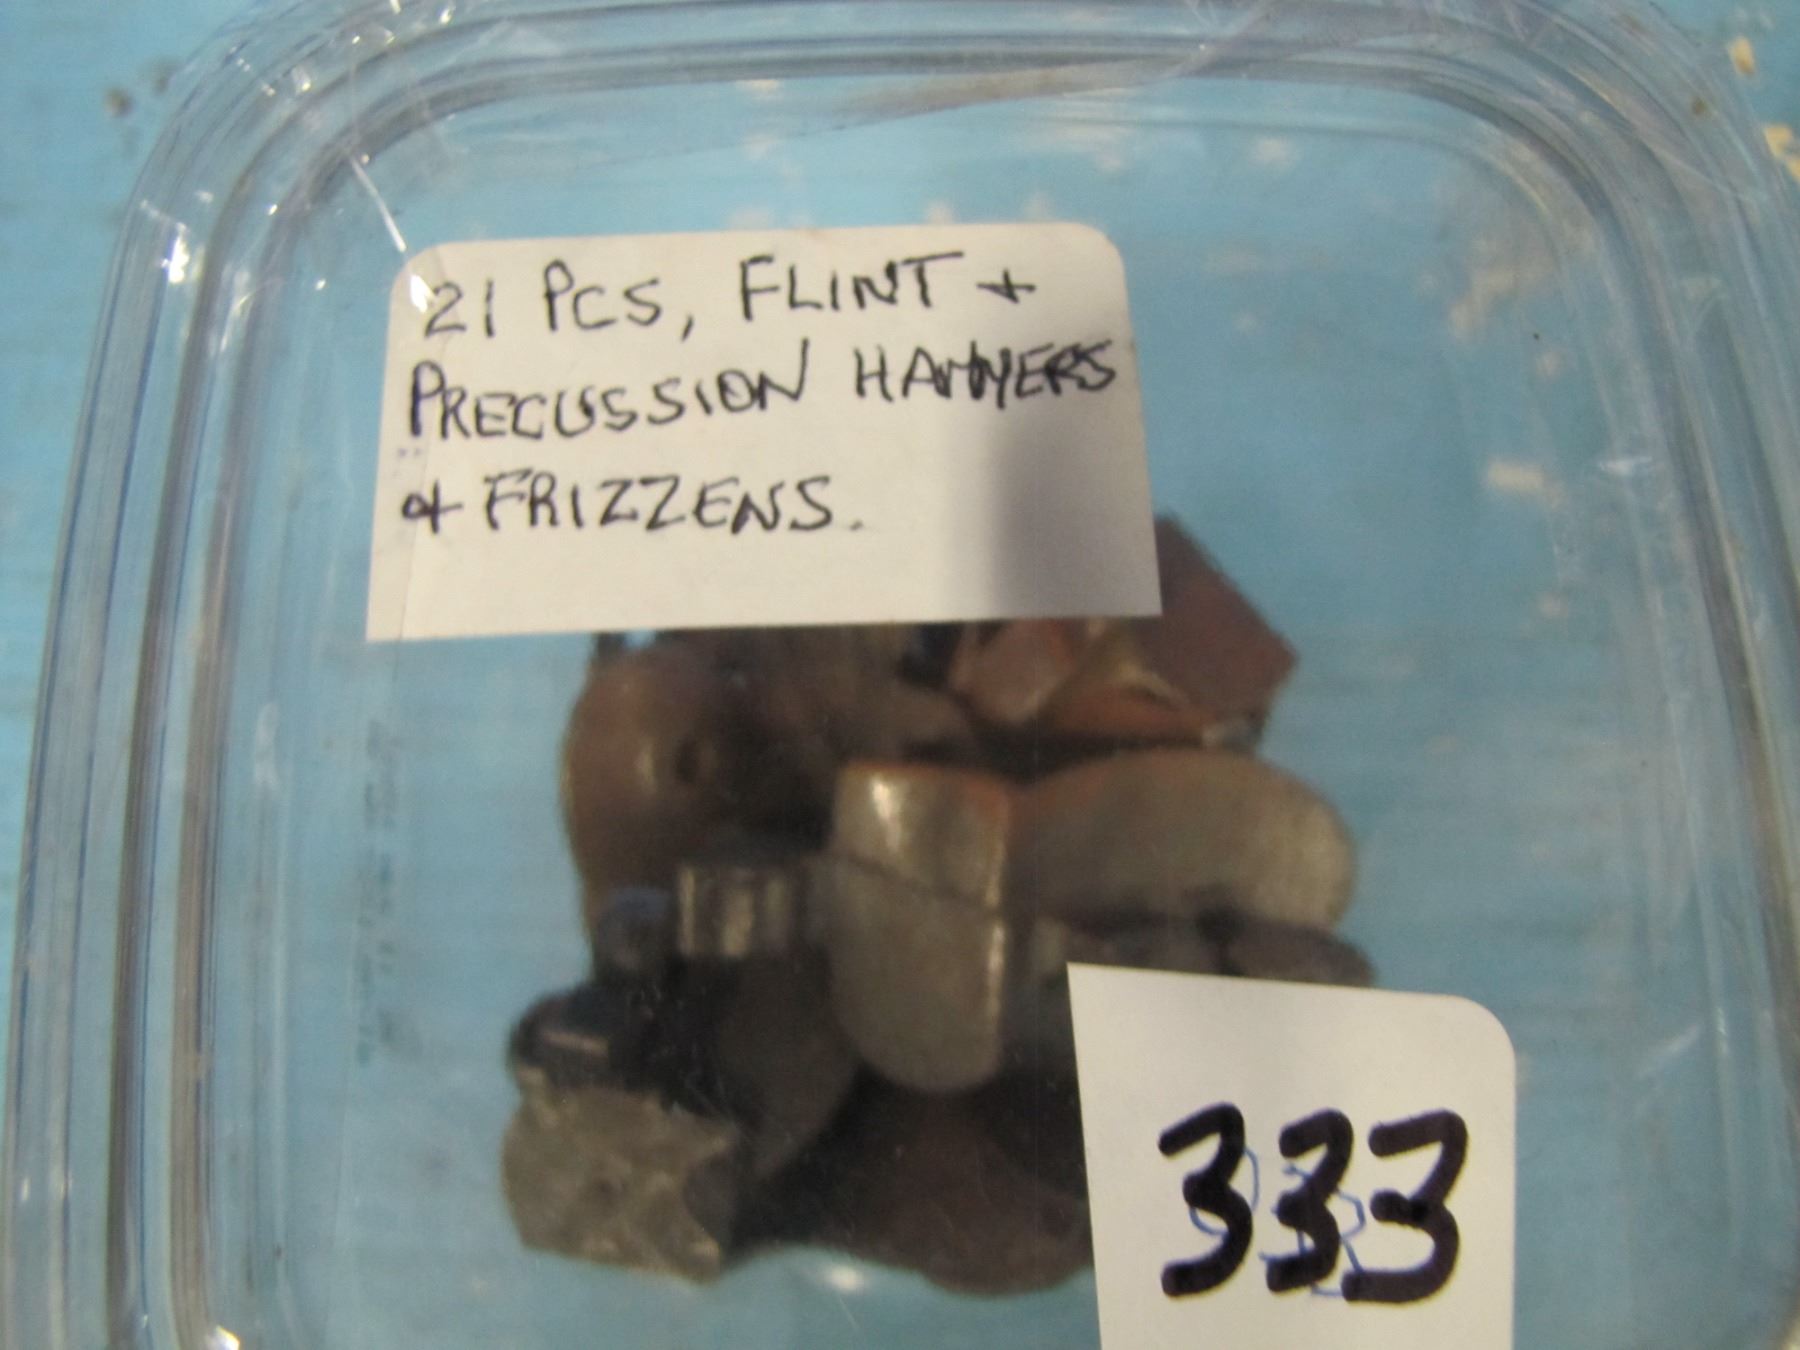 21 PCS, FLINT +
PRECUSSION HAMMERS
& FRIZZENS.
333